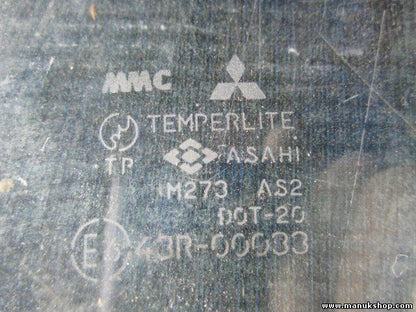 MMC
TEMPERLITE
TP ASAHI
M273 AS2
DOT-20
43R-00033
www.manukshop.com